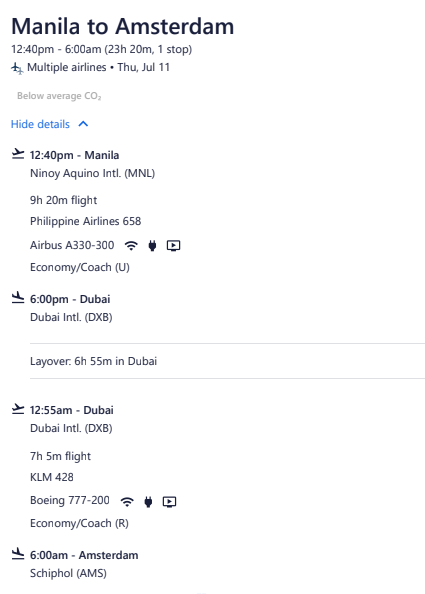 Manila to Amsterdam
12:40pm - 6:00am (23h 20m, 1 stop)
Multiple airlines • Thu, Jul 11
Below average CO₂
Hide details
12:40pm - Manila
Ninoy Aquino Intl. (MNL)
9h 20m flight
Philippine Airlines 658
Airbus A330-300
Economy/Coach (U)
6:00pm - Dubai
Dubai Intl. (DXB)
Layover: 6h 55m in Dubai
12:55am - Dubai
Dubai Intl. (DXB)
7h 5m flight
KLM 428
Boeing 777-200
Economy/Coach (R)
6:00am - Amsterdam
Schiphol (AMS)